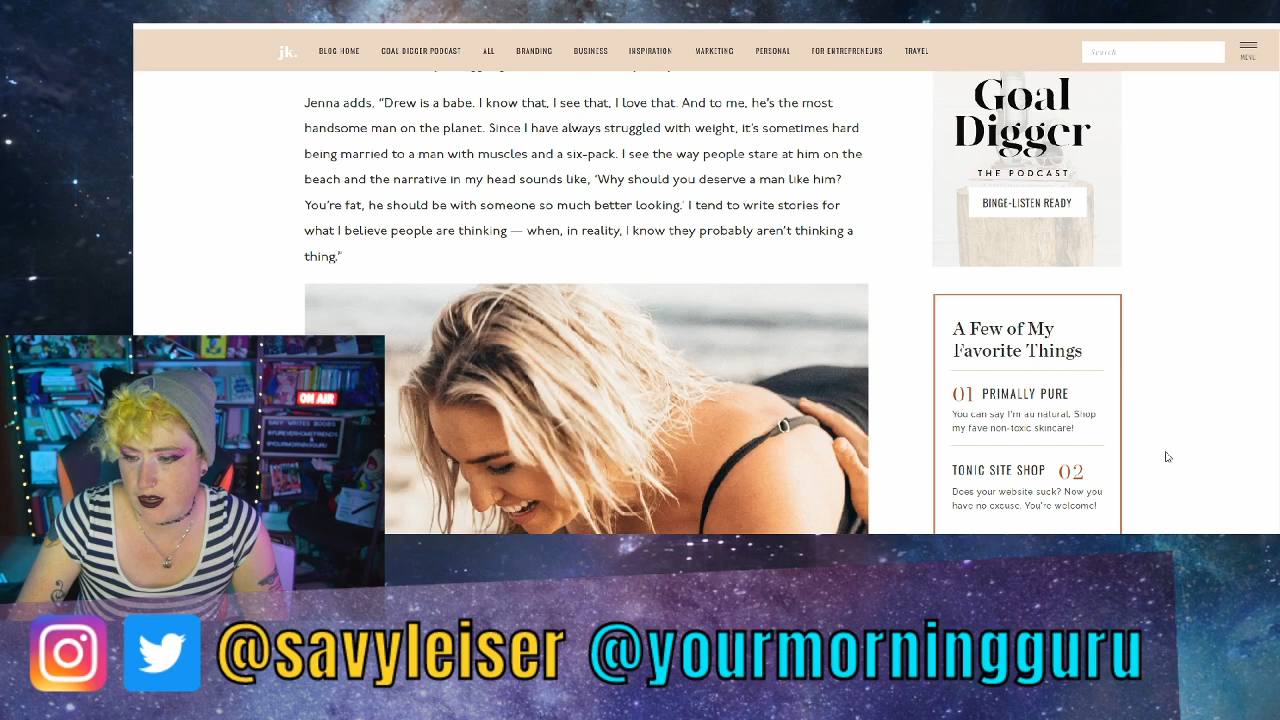 jk.
BLOG HOME
GOAL DIGGER PODCAST
ALL
BRANDING
BUSINESS
INSPIRATION
MARKETING
PERSONAL
FOR ENTREPRENEURS
TRAVEL
Search
MENU
Jenna adds, “Drew is a babe. I know that, I see that, I love that. And to me, he’s the most
handsome man on the planet. Since I have always struggled with weight, it’s sometimes hard
being married to a man with muscles and a six-pack. I see the way people stare at him on the
beach and the narrative in my head sounds like, ‘Why should you deserve a man like him?
You’re fat, he should be with someone so much better looking.’ I tend to write stories for
what I believe people are thinking — when, in reality, I know they probably aren’t thinking a
thing.”
Goal
Digger
THE PODCAST
BINGE-LISTEN READY
A Few of My
Favorite Things
01 PRIMALLY PURE
You can say I'm au natural. Shop
my fave non-toxic skincare!
TONIC SITE SHOP 02
Does your website suck? Now you
have no excuse. You're welcome!
ON AIR
SAVY WRITES BOOKS
@FUREVERHOMEFRIENDS
&
@YOURMORNINGGURU
@savyleiser @yourmorningguru